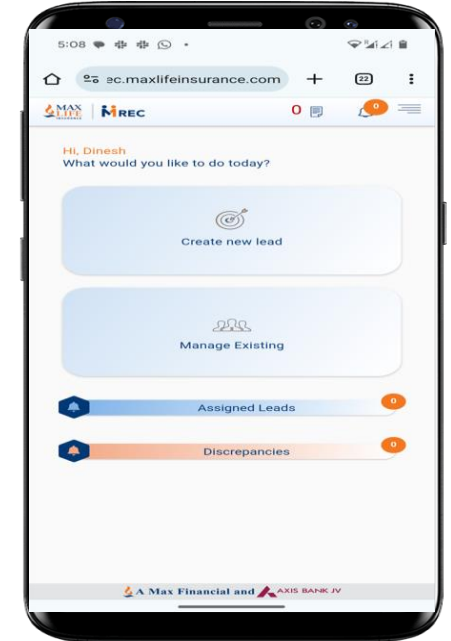 5:08
ec.maxlifeinsurance.com
22
MAX LIFE
INSURANCE
MREC
0
0
Hi, Dinesh
What would you like to do today?
Create new lead
Manage Existing
Assigned Leads
0
Discrepancies
0
A Max Financial and AXIS BANK JV